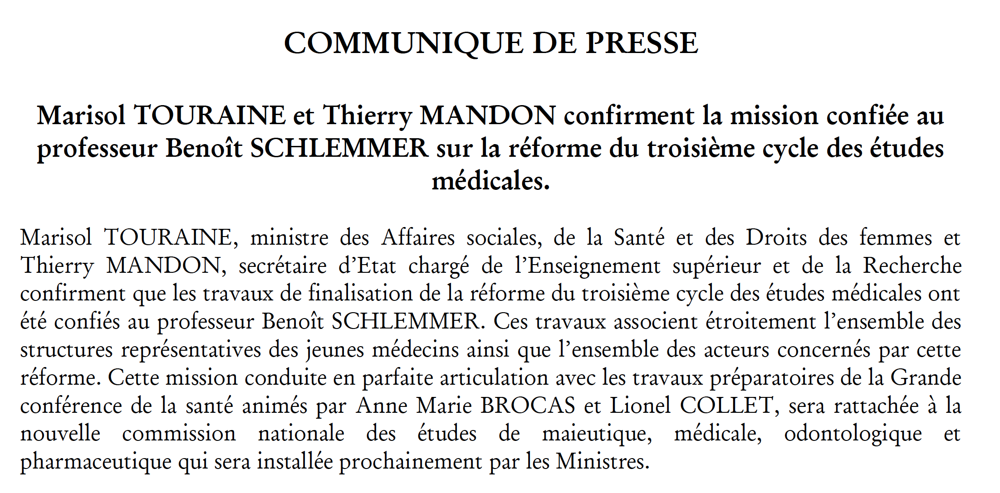 COMMUNIQUE DE PRESSE
Marisol TOURAINE et Thierry MANDON confirment la mission confiée au
professeur Benoît SCHLEMMER sur la réforme du troisième cycle des études
médicales.
Marisol TOURAINE, ministre des Affaires sociales, de la Santé et des Droits des femmes et
Thierry MANDON, secrétaire d’Etat chargé de l’Enseignement supérieur et de la Recherche
confirment que les travaux de finalisation de la réforme du troisième cycle des études médicales ont
été confiés au professeur Benoît SCHLEMMER. Ces travaux associent étroitement l’ensemble des
structures représentatives des jeunes médecins ainsi que l’ensemble des acteurs concernés par cette
réforme. Cette mission conduite en parfaite articulation avec les travaux préparatoires de la Grande
conférence de la santé animés par Anne Marie BROCAS et Lionel COLLET, sera rattachée à la
nouvelle commission nationale des études de maieutique, médicale, odontologique et
pharmaceutique qui sera installée prochainement par les Ministres.